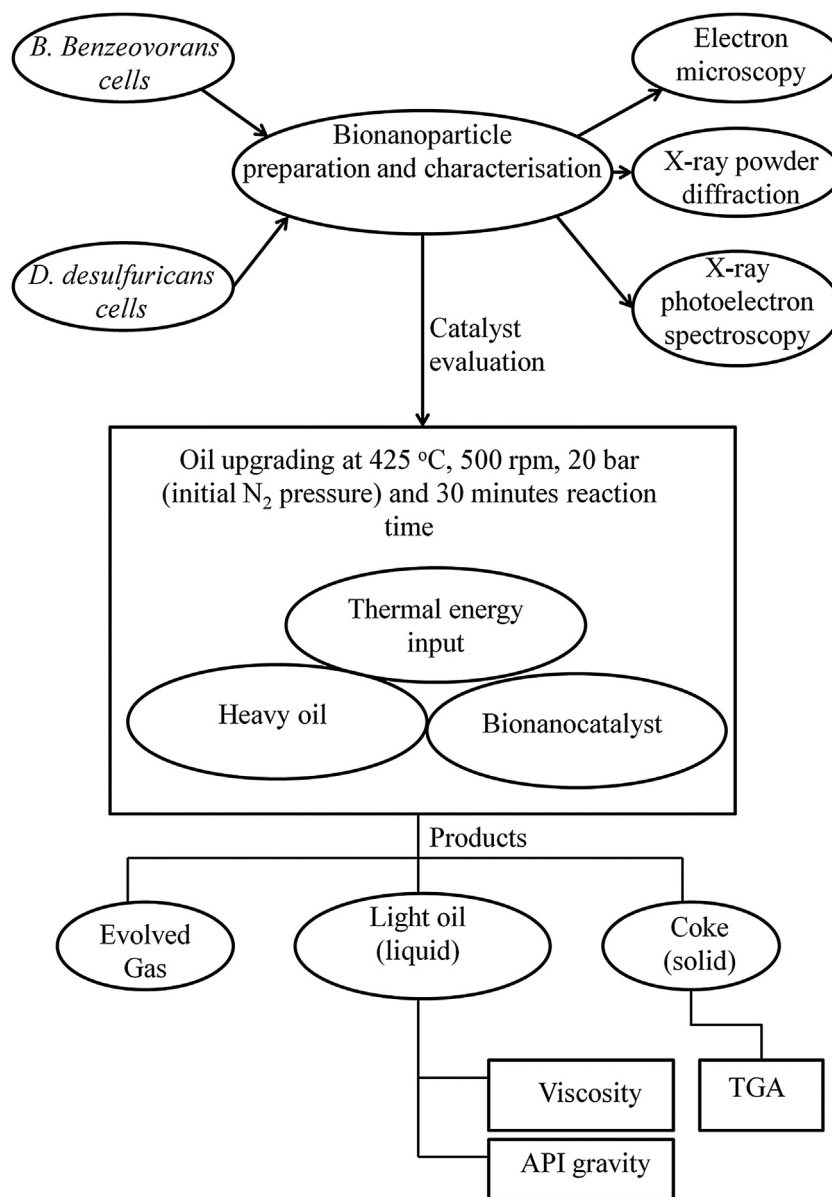 B. Benzeovorans
cells
Electron
microscopy
Bionanoparticle
preparation and characterisation
X-ray powder
diffraction
D. desulfuricans
cells
X-ray
photoelectron
spectroscopy
Catalyst
evaluation
Oil upgrading at 425 ºC, 500 rpm, 20 bar
(initial N₂ pressure) and 30 minutes reaction
time
Thermal energy
input
Heavy oil
Bionanocatalyst
Products
Evolved
Gas
Light oil
(liquid)
Coke
(solid)
Viscosity
TGA
API gravity